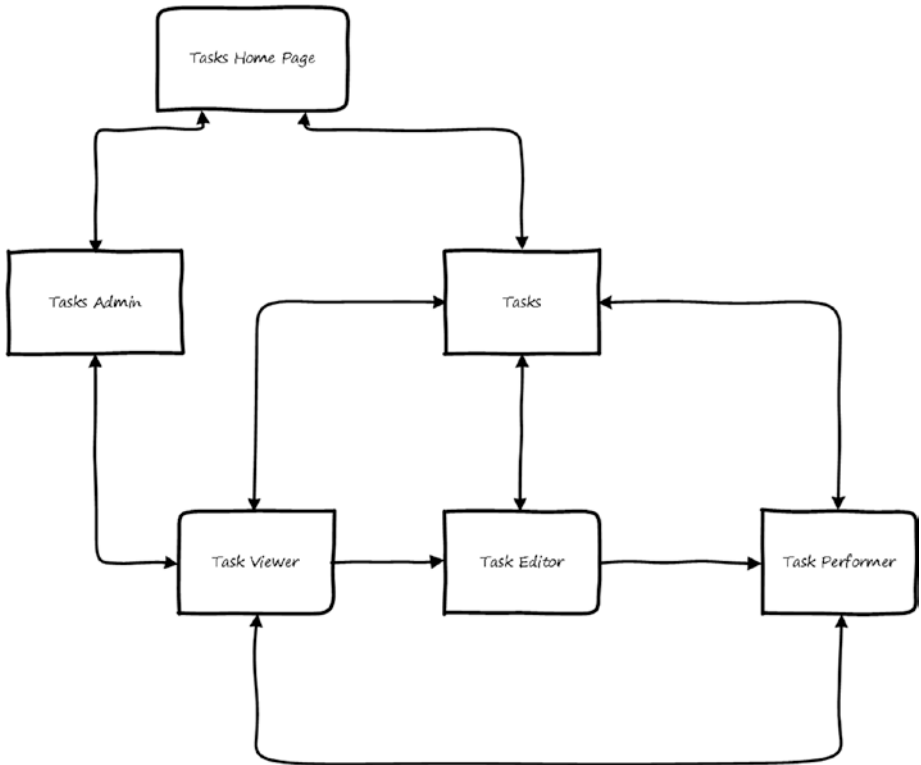 Tasks Home Page
Tasks Admin
Tasks
Task Viewer
Task Editor
Task Performer